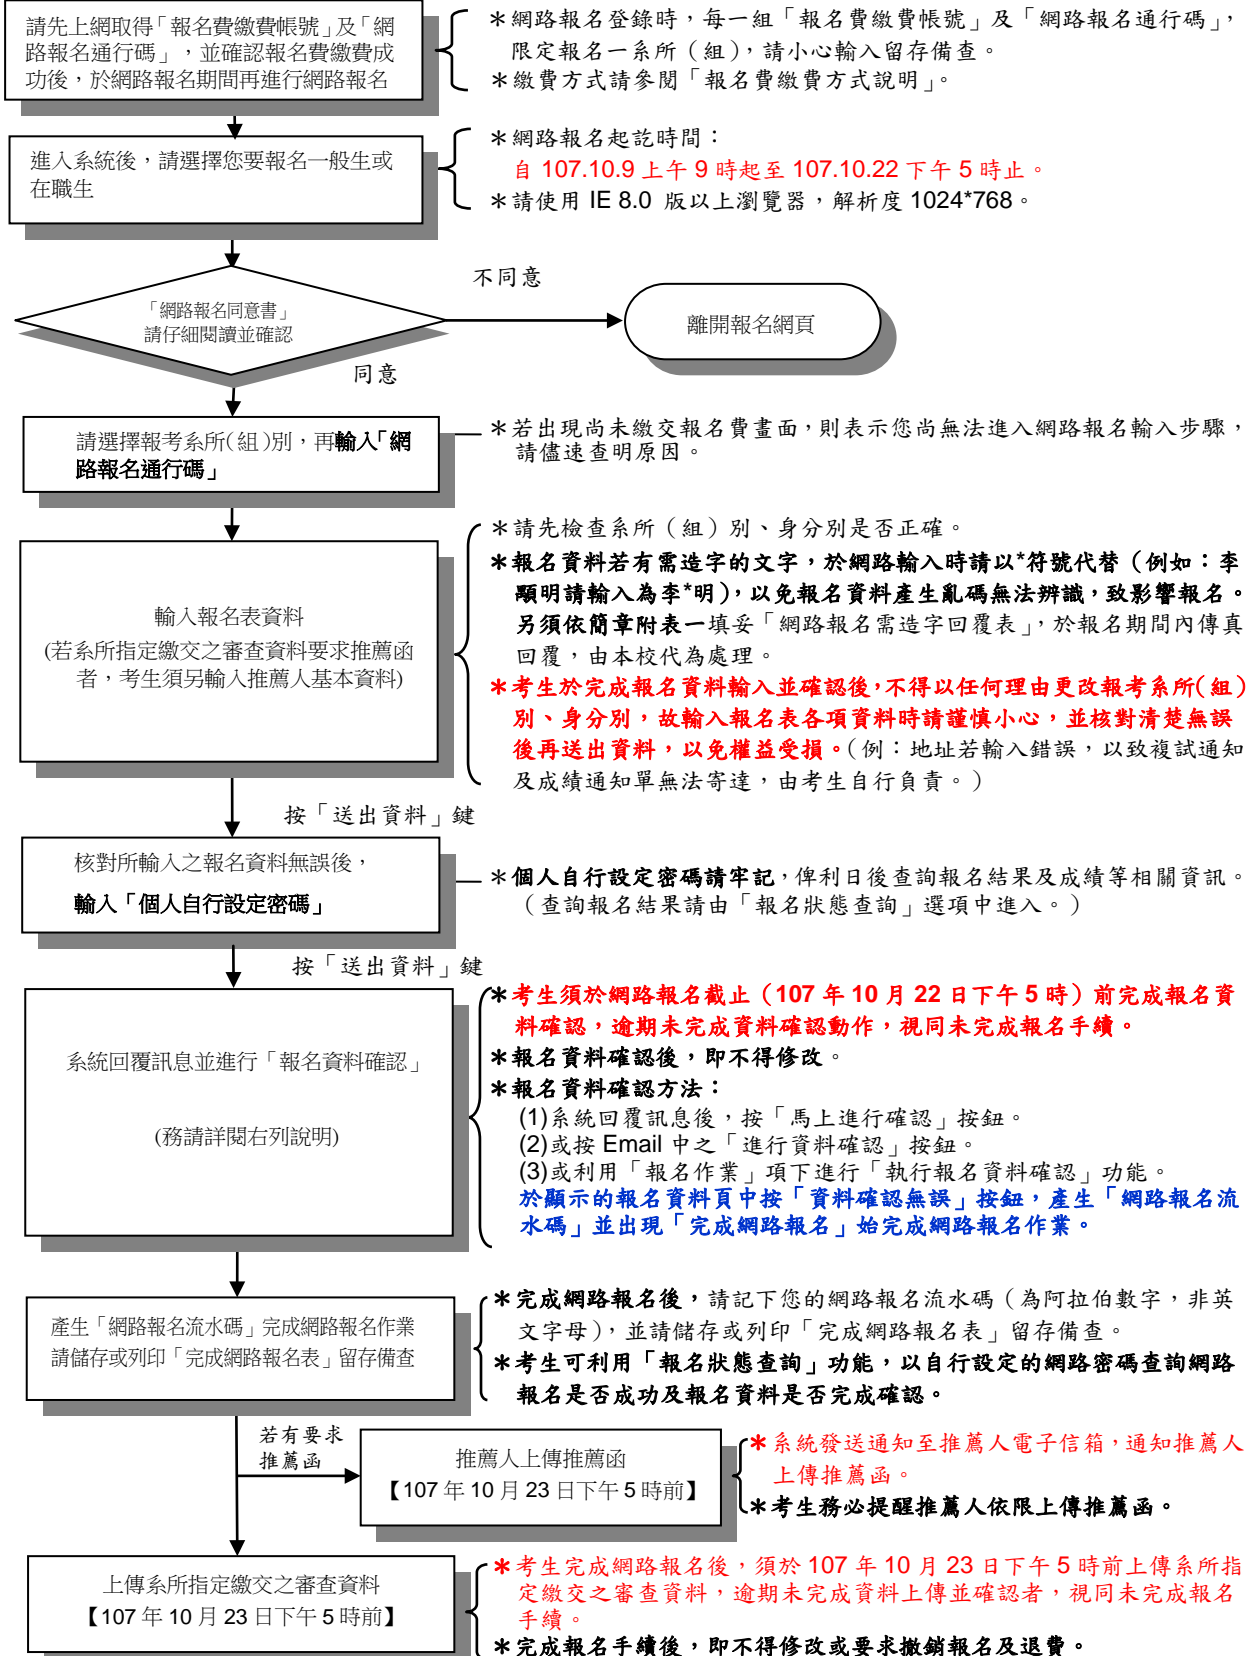 請先上網取得「報名費繳費帳號」及「網
路報名通行碼」，並確認報名費繳費成
功後，於網路報名期間再進行網路報名
＊網路報名登錄時，每一組「報名費繳費帳號」及「網路報名通行碼」，
限定報名一系所（組），請小心輸入留存備查。
＊繳費方式請參閱「報名費繳費方式說明」。
進入系統後，請選擇您要報名一般生或
在職生
＊網路報名起訖時間：
自 107.10.9 上午 9 時起至 107.10.22 下午 5 時止。
＊請使用 IE 8.0 版以上瀏覽器，解析度 1024*768。
「網路報名同意書」
請仔細閱讀並確認
不同意
離開報名網頁
同意
請選擇報考系所(組)別，再輸入「網
路報名通行碼」
＊若出現尚未繳交報名費畫面，則表示您尚無法進入網路報名輸入步驟，
請儘速查明原因。
輸入報名表資料
(若系所指定繳交之審查資料要求推薦函
者，考生須另輸入推薦人基本資料)
＊請先檢查系所（組）別、身分別是否正確。
＊報名資料若有需造字的文字，於網路輸入時請以*符號代替（例如：李
顯明請輸入為李*明），以免報名資料產生亂碼無法辨識，致影響報名。
另須依簡章附表一填妥「網路報名需造字回覆表」，於報名期間內傳真
回覆，由本校代為處理。
＊考生於完成報名資料輸入並確認後，不得以任何理由更改報考系所（組）
別、身分別，故輸入報名表各項資料時請謹慎小心，並核對清楚無誤
後再送出資料，以免權益受損。（例：地址若輸入錯誤，以致複試通知
及成績通知單無法寄達，由考生自行負責。）
按「送出資料」鍵
核對所輸入之報名資料無誤後，
輸入「個人自行設定密碼」
＊個人自行設定密碼請牢記，俾利日後查詢報名結果及成績等相關資訊。
（查詢報名結果請由「報名狀態查詢」選項中進入。）
按「送出資料」鍵
系統回覆訊息並進行「報名資料確認」
(務請詳閱右列說明)
＊考生須於網路報名截止（107 年 10 月 22 日下午 5 時）前完成報名資
料確認，逾期未完成資料確認動作，視同未完成報名手續。
＊報名資料確認後，即不得修改。
＊報名資料確認方法：
(1)系統回覆訊息後，按「馬上進行確認」按鈕。
(2)或按 Email 中之「進行資料確認」按鈕。
(3)或利用「報名作業」項下進行「執行報名資料確認」功能。
於顯示的報名資料頁中按「資料確認無誤」按鈕，產生「網路報名流
水碼」並出現「完成網路報名」始完成網路報名作業。
產生「網路報名流水碼」完成網路報名作業
請儲存或列印「完成網路報名表」留存備查
＊完成網路報名後，請記下您的網路報名流水碼（為阿拉伯數字，非英
文字母），並請儲存或列印「完成網路報名表」留存備查。
＊考生可利用「報名狀態查詢」功能，以自行設定的網路密碼查詢網路
報名是否成功及報名資料是否完成確認。
若有要求
推薦函
推薦人上傳推薦函
【107 年 10 月 23 日下午 5 時前】
＊系統發送通知至推薦人電子信箱，通知推薦人
上傳推薦函。
＊考生務必提醒推薦人依限上傳推薦函。
上傳系所指定繳交之審查資料
【107 年 10 月 23 日下午 5 時前】
＊考生完成網路報名後，須於 107 年 10 月 23 日下午 5 時前上傳系所指
定繳交之審查資料，逾期未完成資料上傳並確認者，視同未完成報名
手續。
＊完成報名手續後，即不得修改或要求撤銷報名及退費。